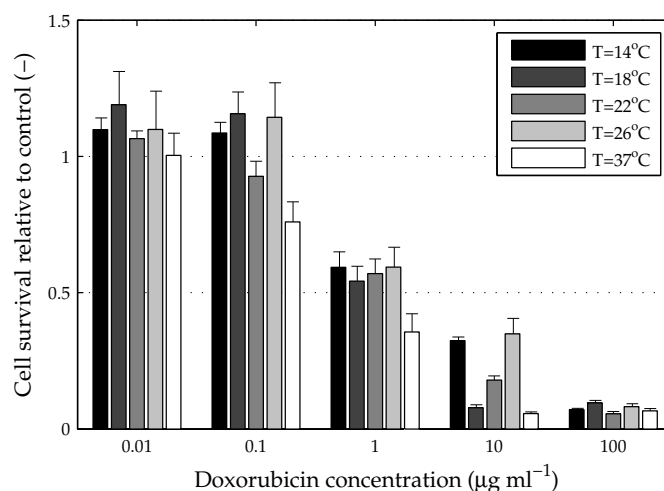 1.5
1
0.5
0
Cell survival relative to control (−)
T=14°C
T=18°C
T=22°C
T=26°C
T=37°C
0.01 0.1 1 10 100
Doxorubicin concentration (μg ml⁻¹)